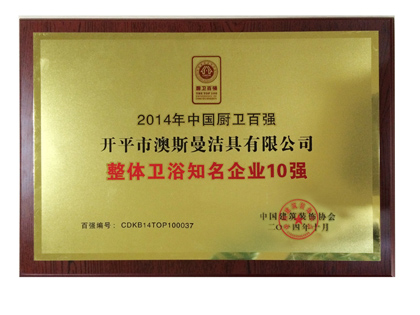 厨卫百强
2014年中国厨卫百强
开平市澳斯曼洁具有限公司
整体卫浴知名企业10强
百强编号：CDKB14TOP100037
中国建筑装饰协会
二〇一四年十月